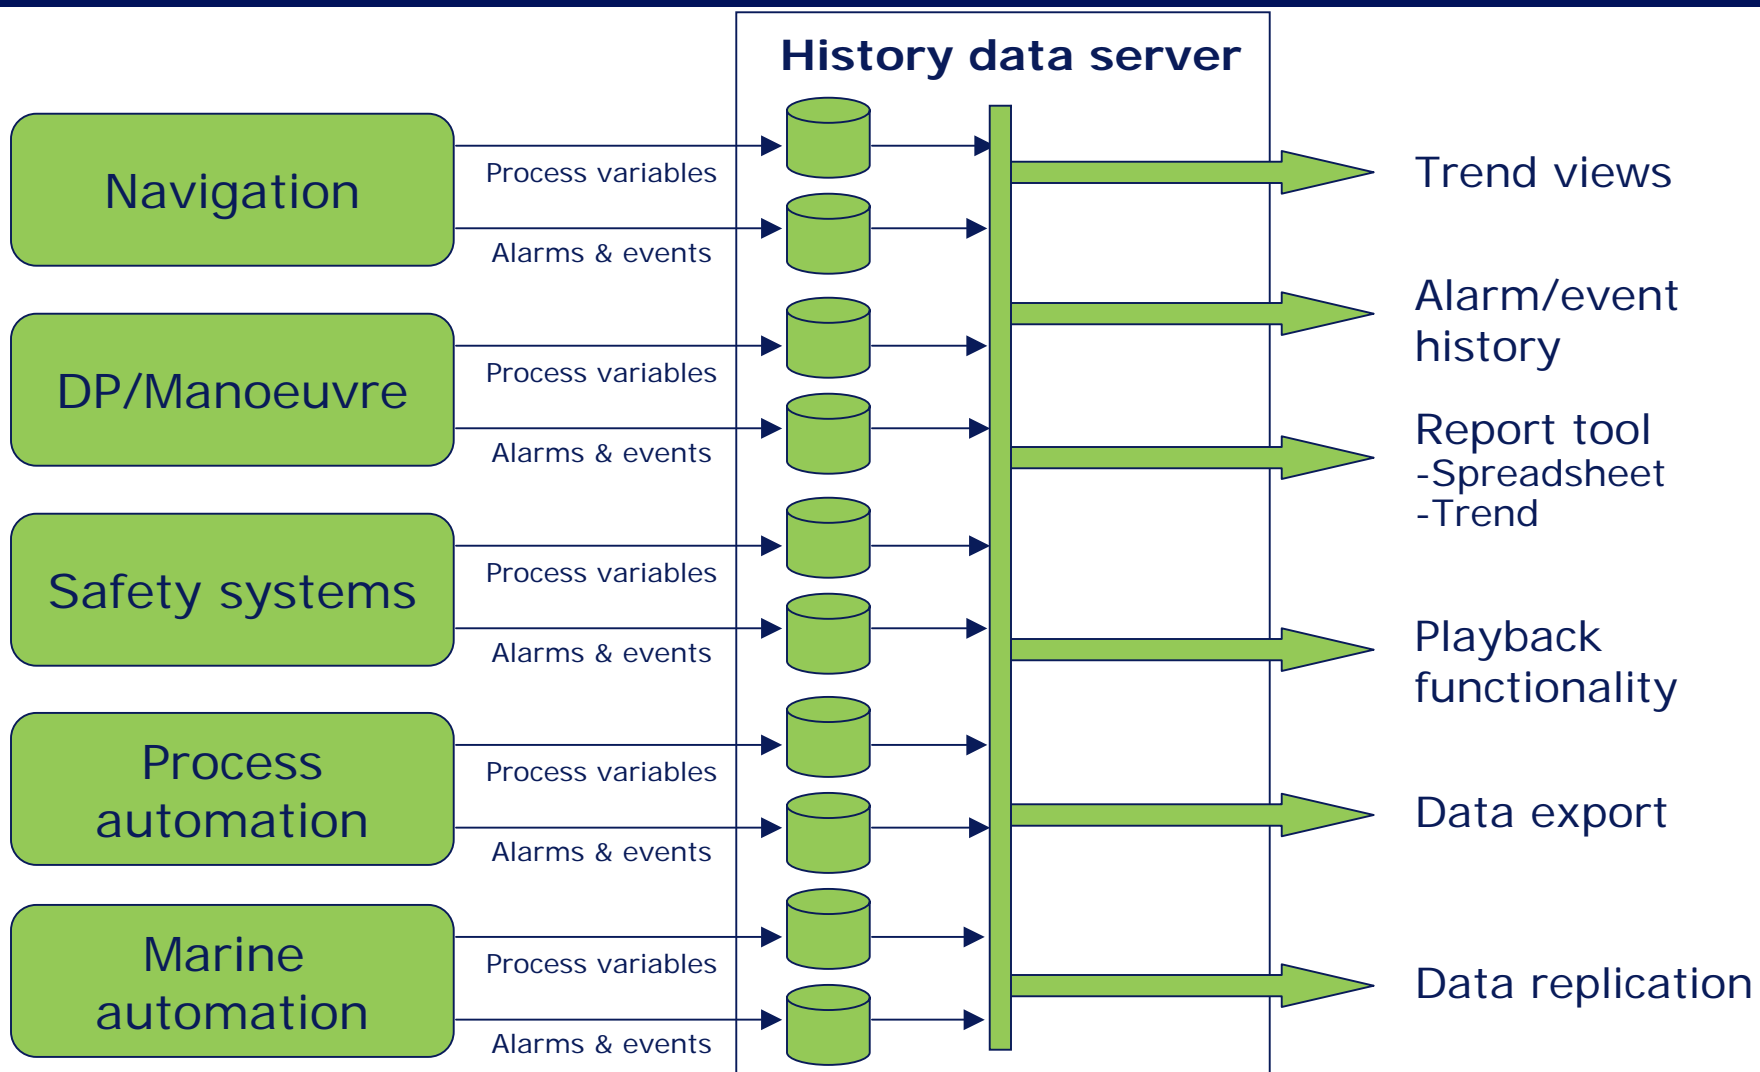 History data server
Navigation
Process variables
Alarms & events
DP/Manoeuvre
Process variables
Alarms & events
Safety systems
Process variables
Alarms & events
Process
automation
Process variables
Alarms & events
Marine
automation
Process variables
Alarms & events
Trend views
Alarm/event
history
Report tool
-Spreadsheet
-Trend
Playback
functionality
Data export
Data replication